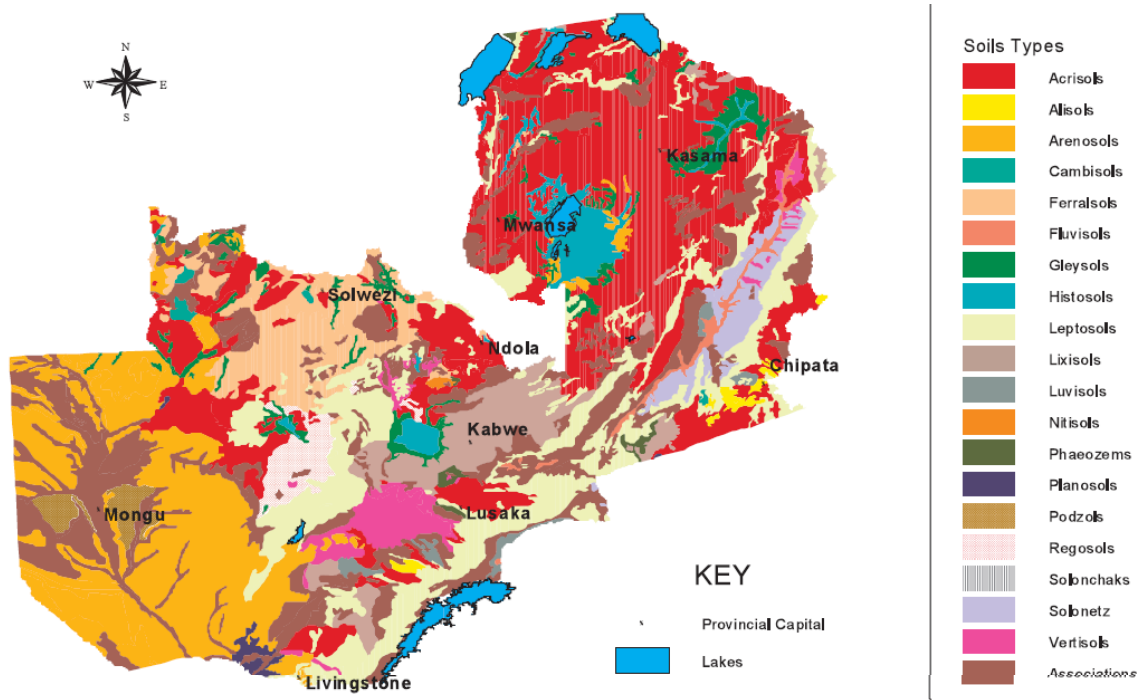 N
W E
S
Kasama
Mwansa
Solwezi
Ndola
Chipata
Kabwe
Mongu
Lusaka
Livingstone
KEY
Provincial Capital
Lakes
Soils Types
Acrisols
Alisols
Arenosols
Cambisols
Ferralsols
Fluvisols
Gleysols
Histosols
Leptosols
Lixisols
Luvisols
Nitisols
Phaeozems
Planosols
Podzols
Regosols
Solonchaks
Solonetz
Vertisols
Associations